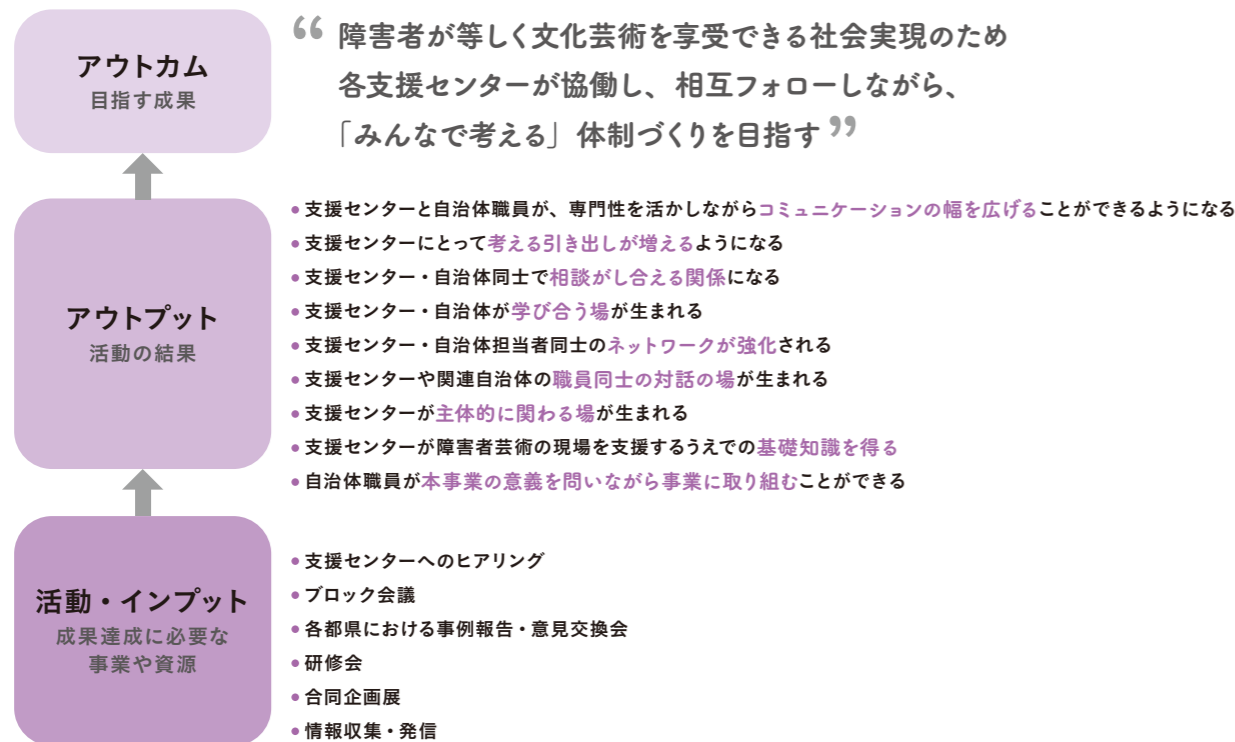 アウトカム
目指す成果
“ 障害者が等しく文化芸術を享受できる社会実現のため
各支援センターが協働し、相互フォローしながら、
「みんなで考える」体制づくりを目指す ”
アウトプット
活動の結果
• 支援センターと自治体職員が、専門性を活かしながらコミュニケーションの幅を広げることができるようになる
• 支援センターにとって考える引き出しが増えるようになる
• 支援センター・自治体同士で相談がし合える関係になる
• 支援センター・自治体が学び合う場が生まれる
• 支援センター・自治体担当者同士のネットワークが強化される
• 支援センターや関連自治体の職員同士の対話の場が生まれる
• 支援センターが主体的に関わる場が生まれる
• 支援センターが障害者芸術の現場を支援するうえでの基礎知識を得る
• 自治体職員が本事業の意義を問いながら事業に取り組むことができる
活動・インプット
成果達成に必要な
事業や資源
• 支援センターへのヒアリング
• ブロック会議
• 各都県における事例報告・意見交換会
• 研修会
• 合同企画展
• 情報収集・発信